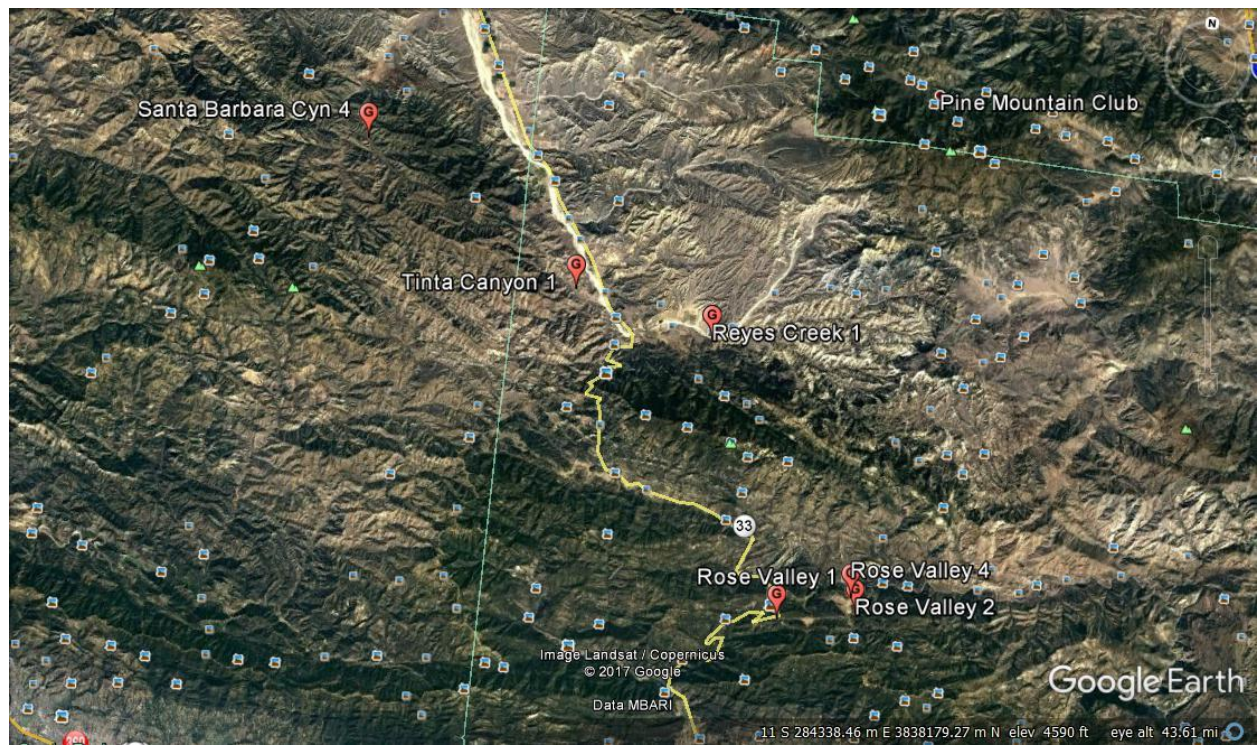 N
Santa Barbara Cyn 4
G
Pine Mountain Club
Tinta Canyon 1
G
G
Reyes Creek 1
33
Rose Valley 1
G
Rose Valley 4
G
Rose Valley 2
Image Landsat / Copernicus
© 2017 Google
Data MBARI
Google Earth
11 S 284338.46 m E 3838179.27 m N elev 4590 ft eye alt 43.61 mi